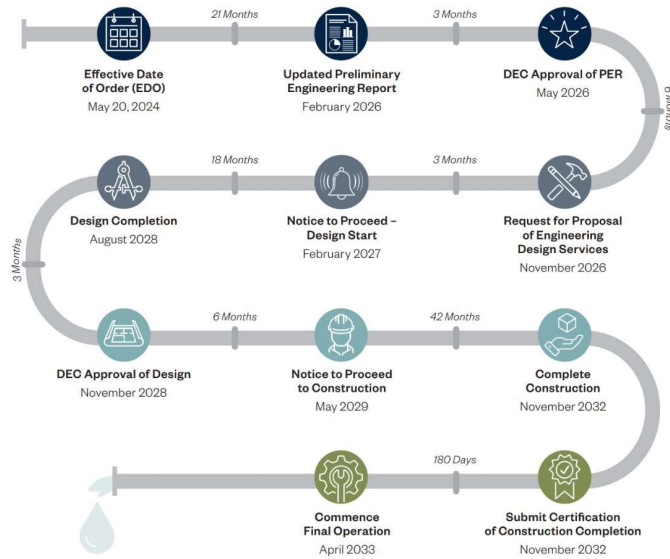 21 Months
3 Months
Effective Date
of Order (EDO)
May 20, 2024
Updated Preliminary
Engineering Report
February 2026
DEC Approval of PER
May 2026
6 Months
18 Months
3 Months
Design Completion
August 2028
Notice to Proceed –
Design Start
February 2027
Request for Proposal
of Engineering
Design Services
November 2026
3 Months
6 Months
42 Months
DEC Approval of Design
November 2028
Notice to Proceed
to Construction
May 2029
Complete
Construction
November 2032
180 Days
Commence
Final Operation
April 2033
Submit Certification
of Construction Completion
November 2032